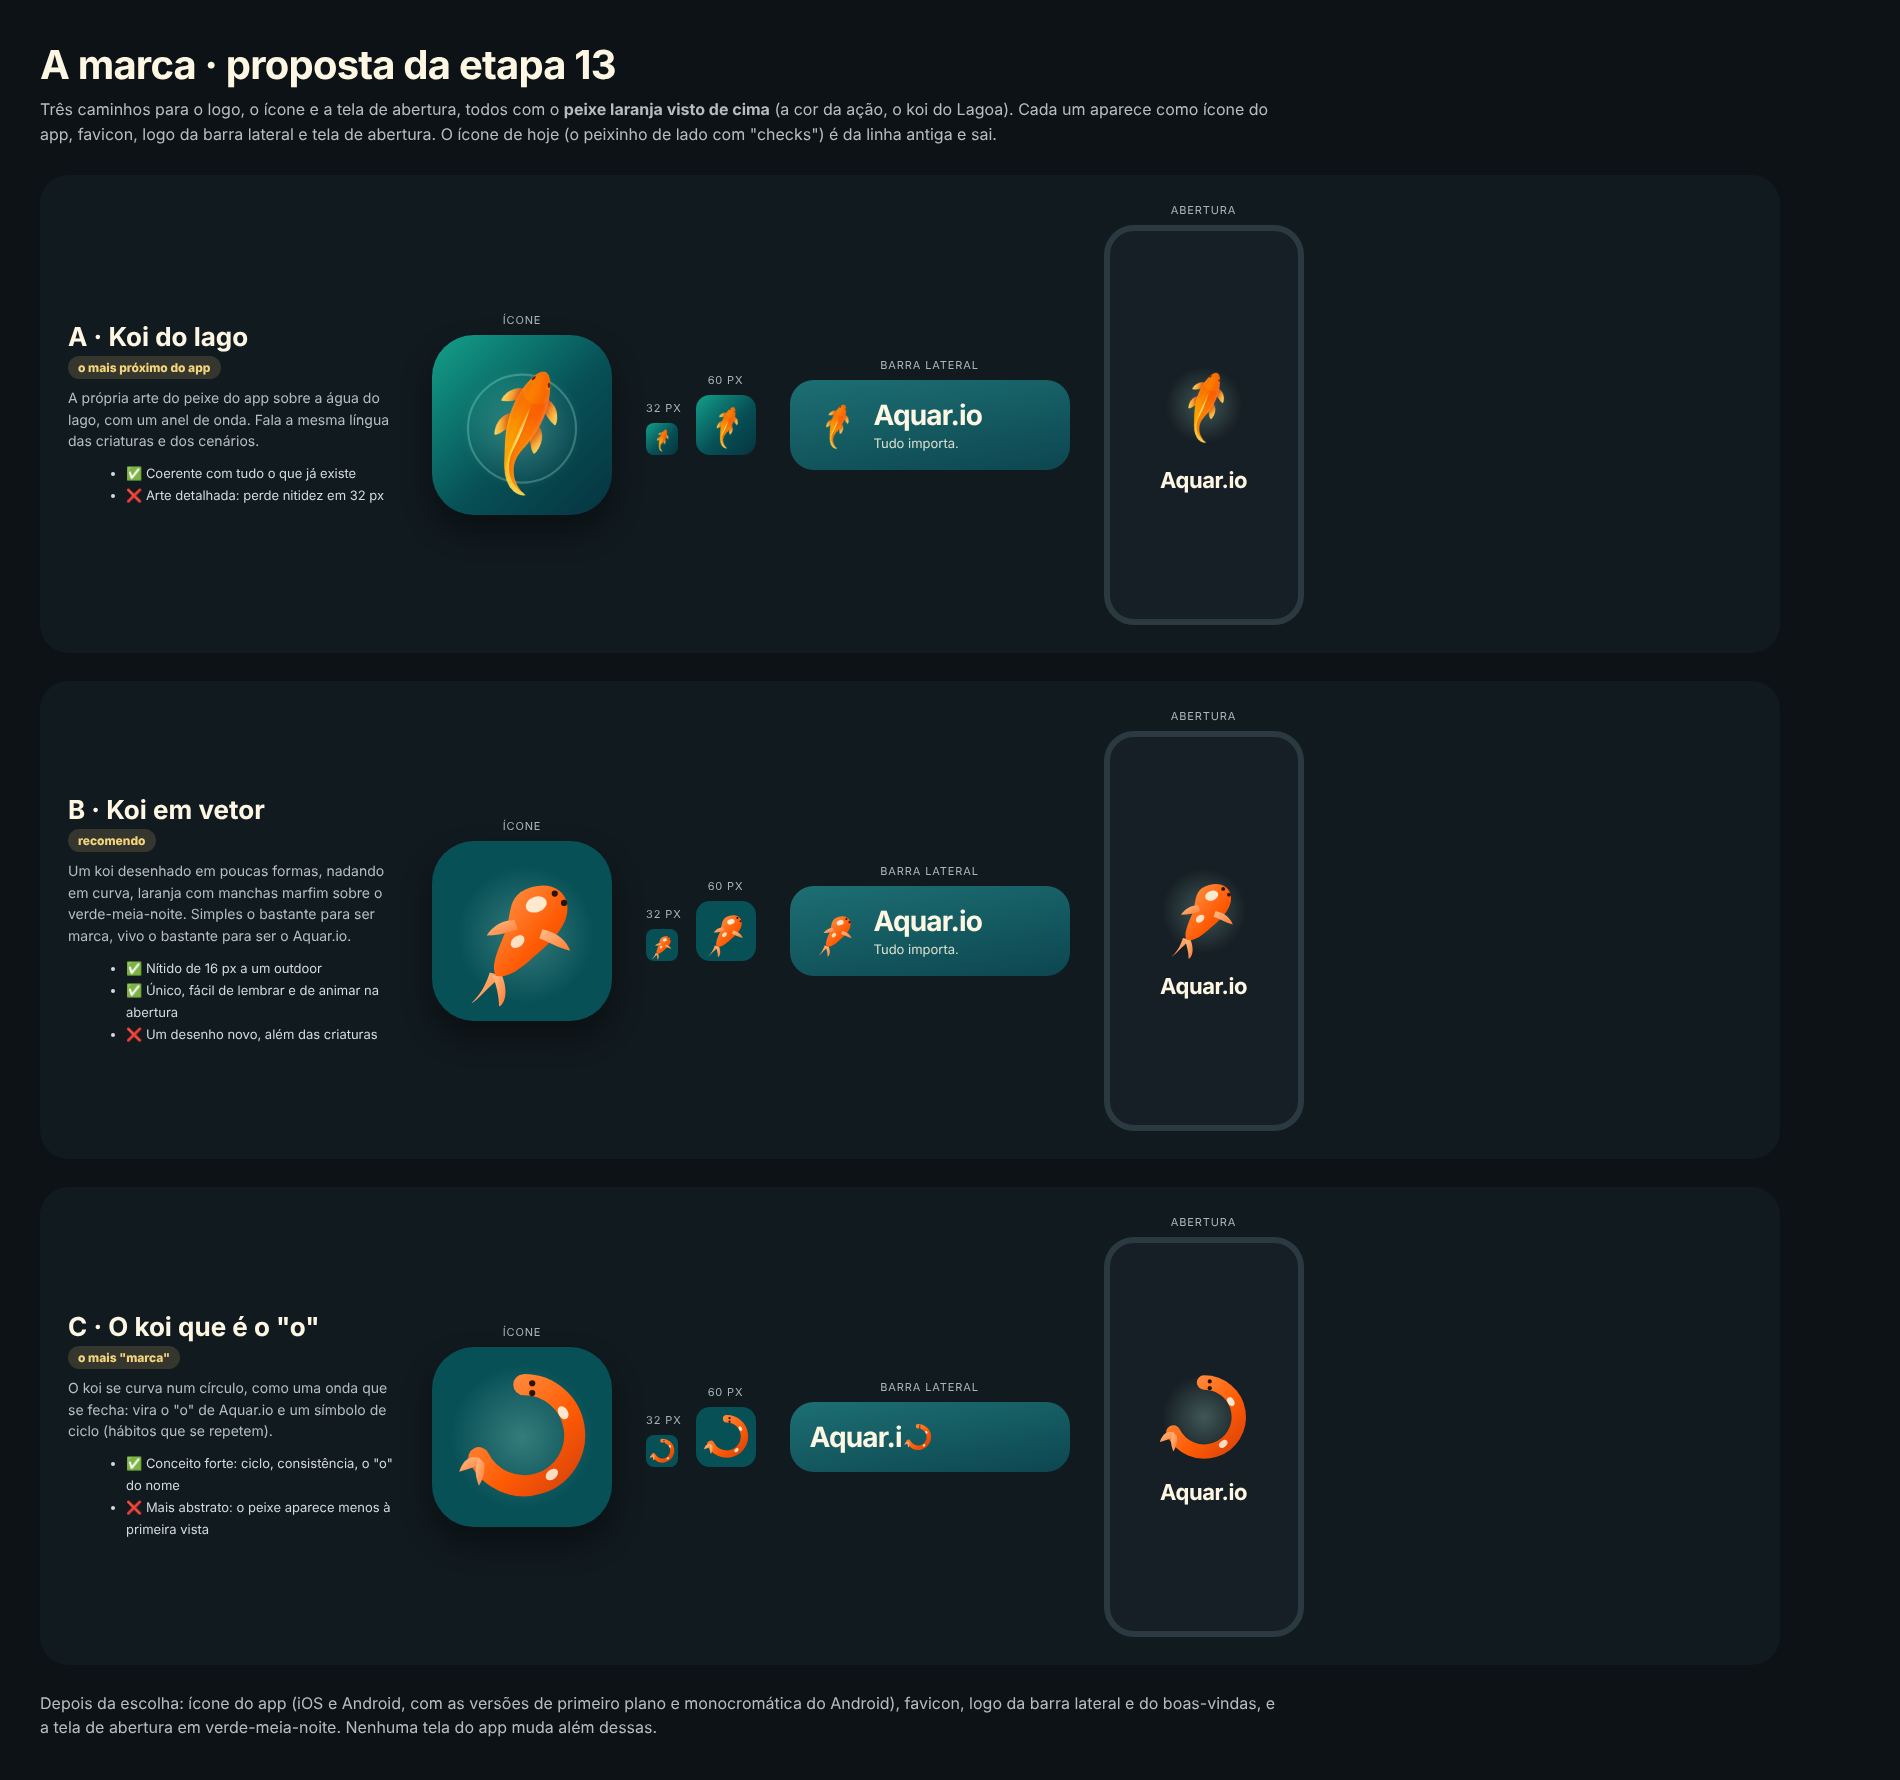 A marca · proposta da etapa 13
Três caminhos para o logo, o ícone e a tela de abertura, todos com o peixe laranja visto de cima (a cor da ação, o koi do Lagoa). Cada um aparece como ícone do
app, favicon, logo da barra lateral e tela de abertura. O ícone de hoje (o peixinho de lado com "checks") é da linha antiga e sai.
A · Koi do lago
o mais próximo do app
A própria arte do peixe do app sobre a água do
lago, com um anel de onda. Fala a mesma língua
das criaturas e dos cenários.
• ✅ Coerente com tudo o que já existe
• ❌ Arte detalhada: perde nitidez em 32 px
ÍCONE
32 PX
60 PX
BARRA LATERAL
Aquar.io
Tudo importa.
ABERTURA
Aquar.io
B · Koi em vetor
recomendo
Um koi desenhado em poucas formas, nadando
em curva, laranja com manchas marfim sobre o
verde-meia-noite. Simples o bastante para ser
marca, vivo o bastante para ser o Aquar.io.
• ✅ Nítido de 16 px a um outdoor
• ✅ Único, fácil de lembrar e de animar na
abertura
• ❌ Um desenho novo, além das criaturas
ÍCONE
32 PX
60 PX
BARRA LATERAL
Aquar.io
Tudo importa.
ABERTURA
Aquar.io
C · O koi que é o "o"
o mais "marca"
O koi se curva num círculo, como uma onda que
se fecha: vira o "o" de Aquar.io e um símbolo de
ciclo (hábitos que se repetem).
• ✅ Conceito forte: ciclo, consistência, o "o"
do nome
• ❌ Mais abstrato: o peixe aparece menos à
primeira vista
ÍCONE
32 PX
60 PX
BARRA LATERAL
Aquar.i
ABERTURA
Aquar.io
Depois da escolha: ícone do app (iOS e Android, com as versões de primeiro plano e monocromática do Android), favicon, logo da barra lateral e do boas-vindas, e
a tela de abertura em verde-meia-noite. Nenhuma tela do app muda além dessas.